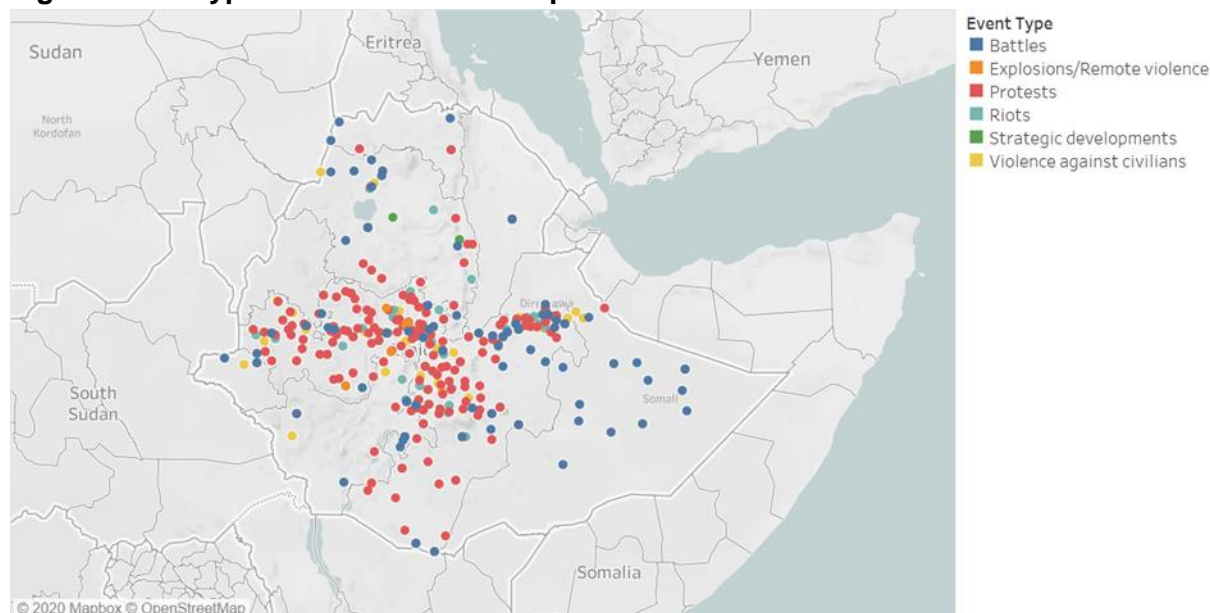 Event Type
Battles
Explosions/Remote violence
Protests
Riots
Strategic developments
Violence against civilians
Sudan
Eritrea
Yemen
North
Kordofan
South
Sudan
Somali
Somalia
© 2020 Mapbox © OpenStreetMap